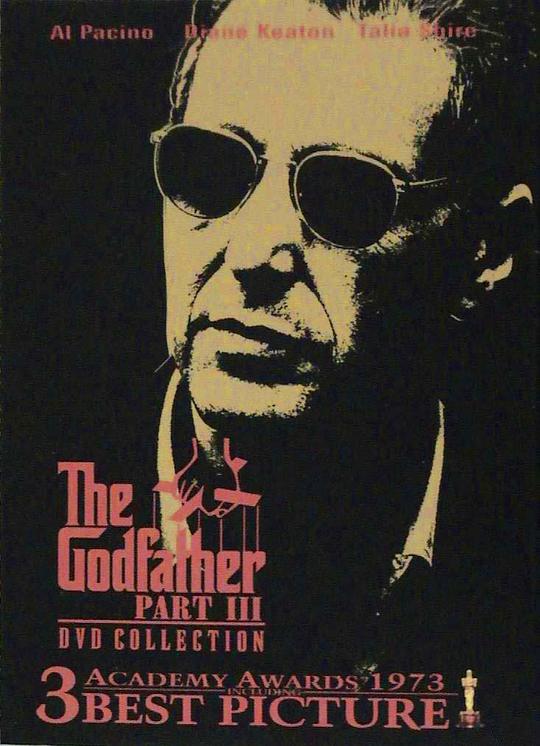 Al Pacino Diane Keaton Talia Shire
The
Godfather
PART III
DVD COLLECTION
3 ACADEMY AWARDS 1973
INCLUDING
BEST PICTURE